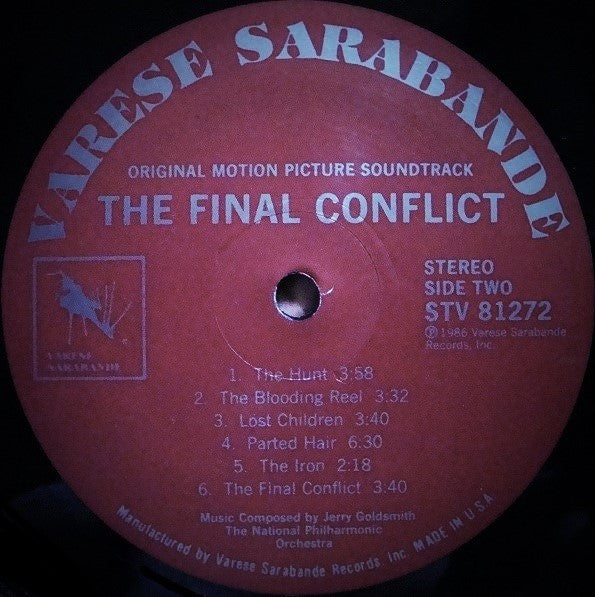 VARESE SARABANDE
ORIGINAL MOTION PICTURE SOUNDTRACK
THE FINAL CONFLICT
VARESE
SARABANDE
STEREO
SIDE TWO
STV 81272
℗ 1986 Varese Sarabande
Records, Inc.
1. The Hunt 3:58
2. The Blooding Reel 3:32
3. Lost Children 3:40
4. Parted Hair 6:30
5. The Iron 2:18
6. The Final Conflict 3:40
Music Composed by Jerry Goldsmith
The National Philharmonic
Orchestra
Manufactured by Varese Sarabande Records, Inc. MADE IN U.S.A.